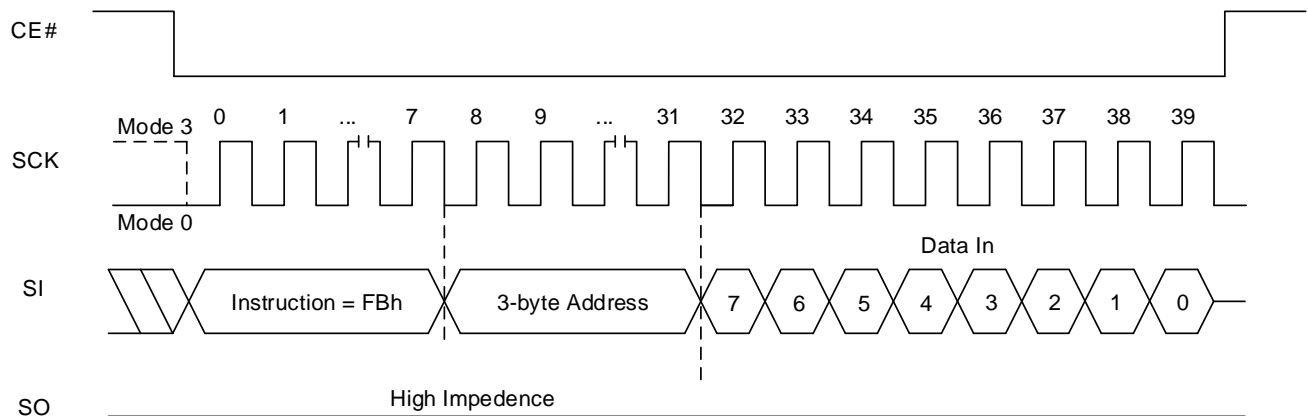 CE#
0 1 ... 7 8 9 ... 31 32 33 34 35 36 37 38 39
Mode 3
SCK
Mode 0
Data In
SI
Instruction = FBh
3-byte Address
7 6 5 4 3 2 1 0
High Impedence
SO